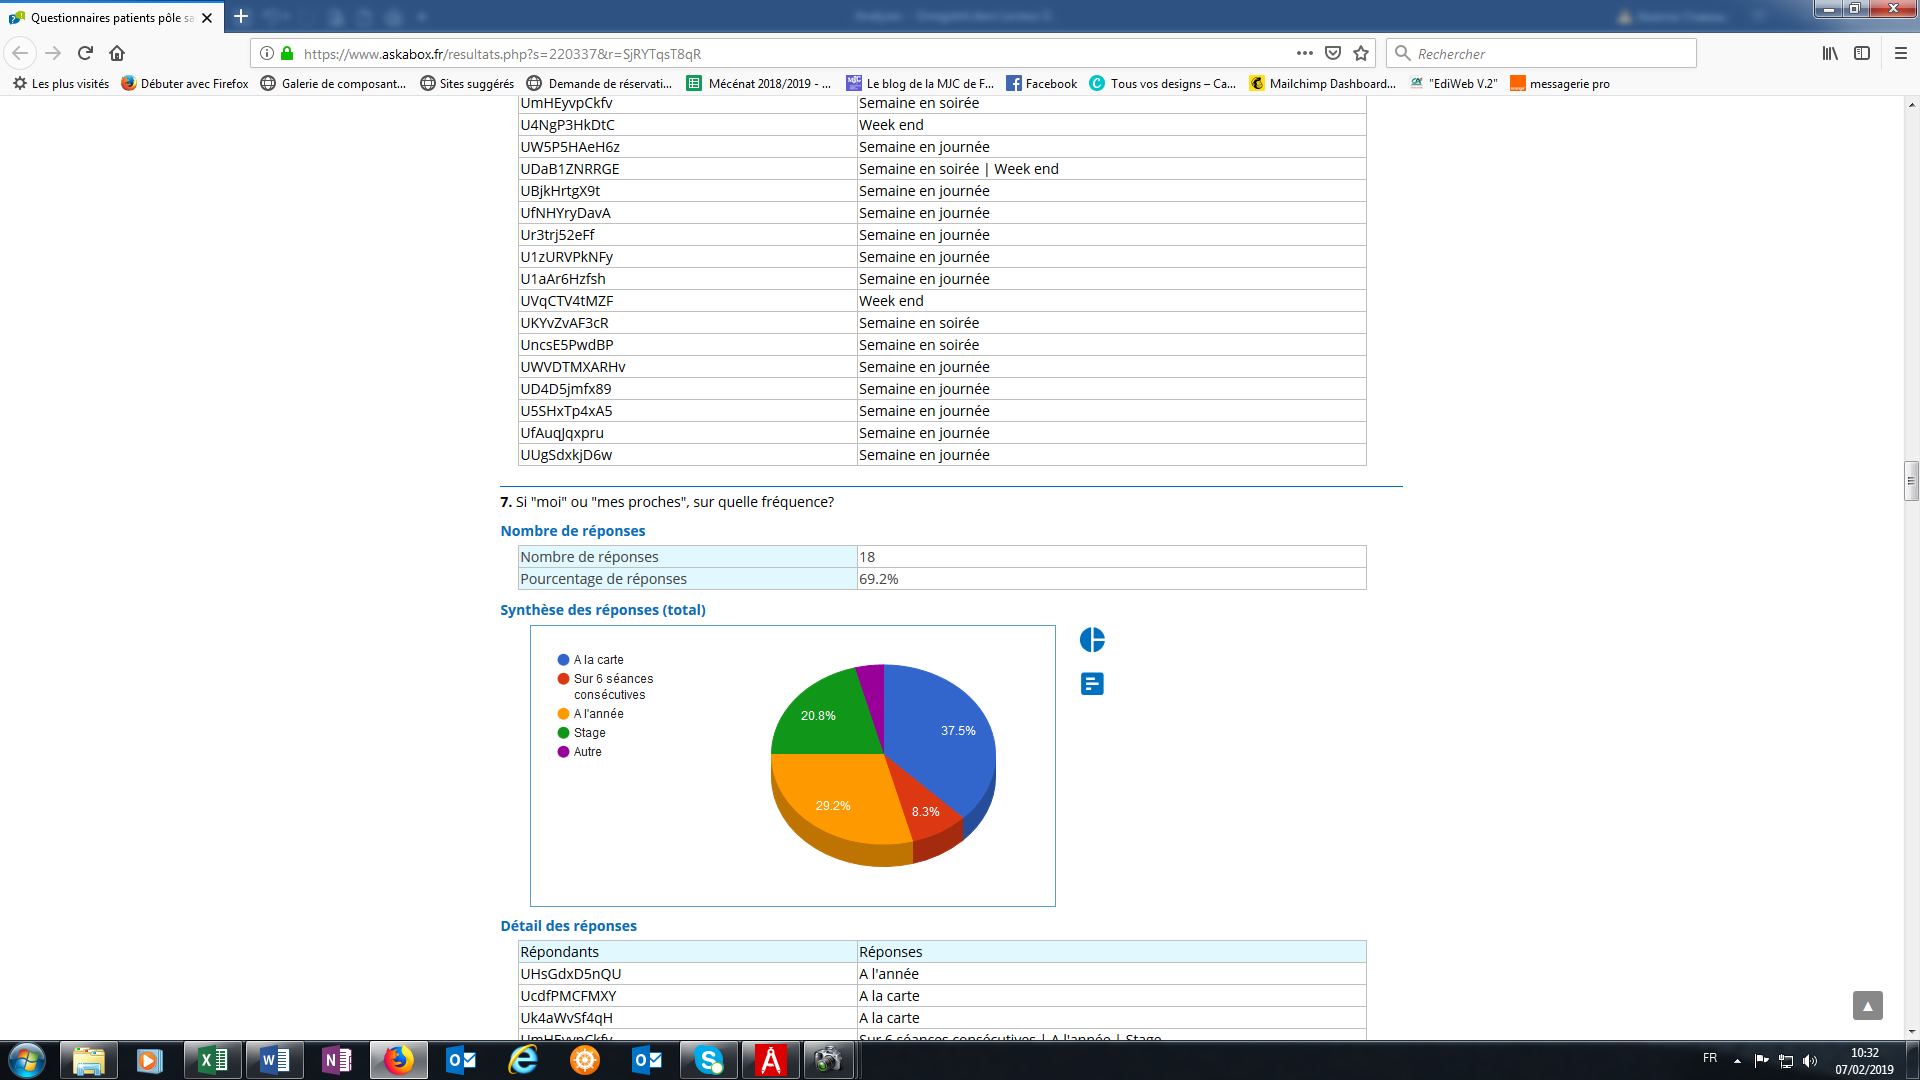 Questionnaires patients pôle sa
https://www.askabox.fr/resultats.php?s=220337&r=SjRYTqsT8qR
Rechercher
Les plus visités
Débuter avec Firefox
Galerie de composant...
Sites suggérés
Demande de réservati...
Mécénat 2018/2019 - ...
Le blog de la MJC de F...
Facebook
Tous vos designs – Ca...
Mailchimp Dashboard...
"EdiWeb V.2"
messagerie pro
UmHEyvpCkfv Semaine en soirée
U4NgP3HkDtC Week end
UW5P5HAeH6z Semaine en journée
UDaB1ZNRRGE Semaine en soirée | Week end
UBjkHrtgX9t Semaine en journée
UfNHYryDavA Semaine en journée
Ur3trj52eFf Semaine en journée
U1zURVPkNFy Semaine en journée
U1aAr6Hzfsh Semaine en journée
UVqCTV4tMZF Week end
UKYvZvAF3cR Semaine en soirée
UncsE5PwdBP Semaine en soirée
UWVDTMXARHv Semaine en journée
UD4D5jmfx89 Semaine en journée
U5SHxTp4xA5 Semaine en journée
UfAuqJqxpru Semaine en journée
UUgSdxkjD6w Semaine en journée
7. Si "moi" ou "mes proches", sur quelle fréquence?
Nombre de réponses
Nombre de réponses 18
Pourcentage de réponses 69.2%
Synthèse des réponses (total)
A la carte
Sur 6 séances
consécutives
A l'année
Stage
Autre
20.8%
37.5%
29.2%
8.3%
Détail des réponses
Répondants Réponses
UHsGdxD5nQU A l'année
UcdfPMCFMXY A la carte
Uk4aWvSf4qH A la carte
UmHEyvpCkfv Sur 6 séances consécutives | A l'année | Stage
FR
10:32
07/02/2019